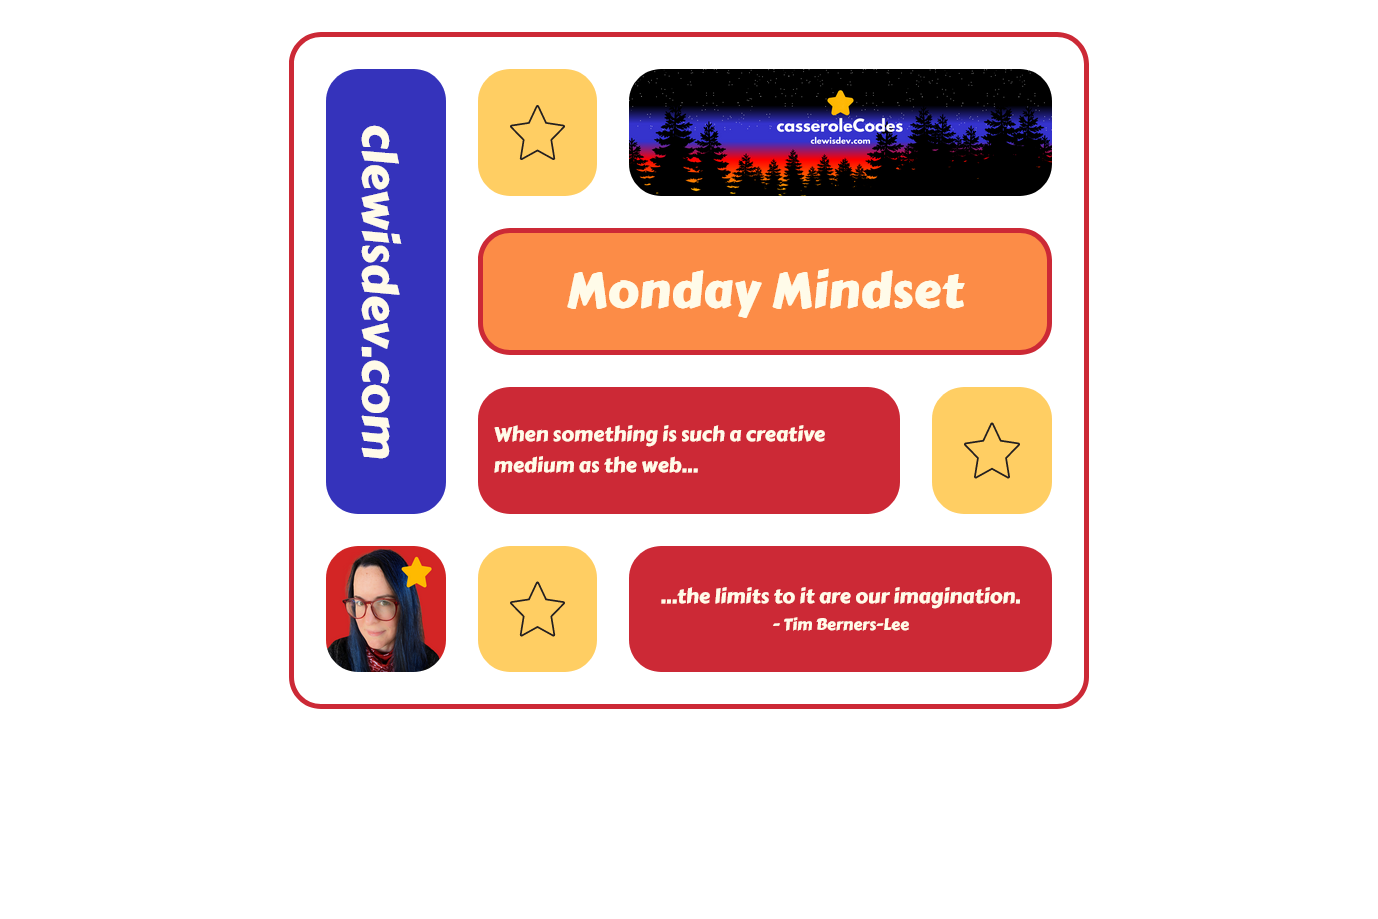 clewisdev.com
casseroleCodes
clewisdev.com
Monday Mindset
When something is such a creative
medium as the web...
...the limits to it are our imagination.
- Tim Berners-Lee